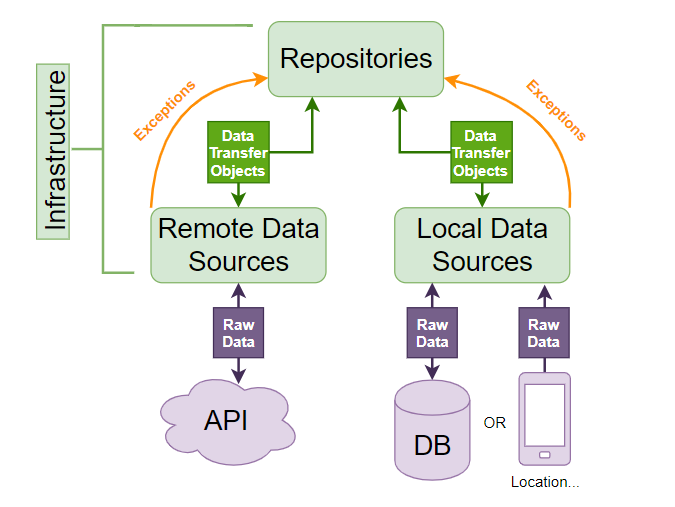 Repositories
Infrastructure
Exceptions
Exceptions
Data
Transfer
Objects
Data
Transfer
Objects
Remote Data
Sources
Local Data
Sources
Raw
Data
Raw
Data
Raw
Data
API
DB
OR
Location...